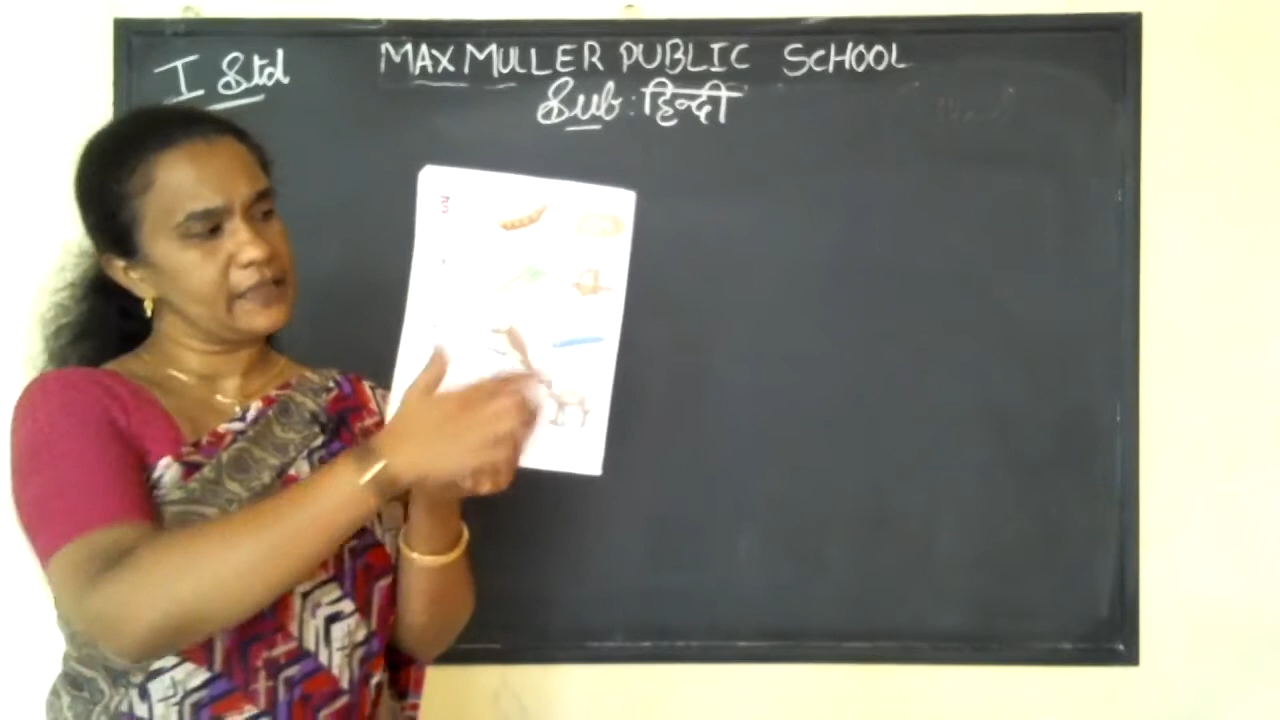 I Std
MAX MULLER PUBLIC SCHOOL
Sub: हिन्दी